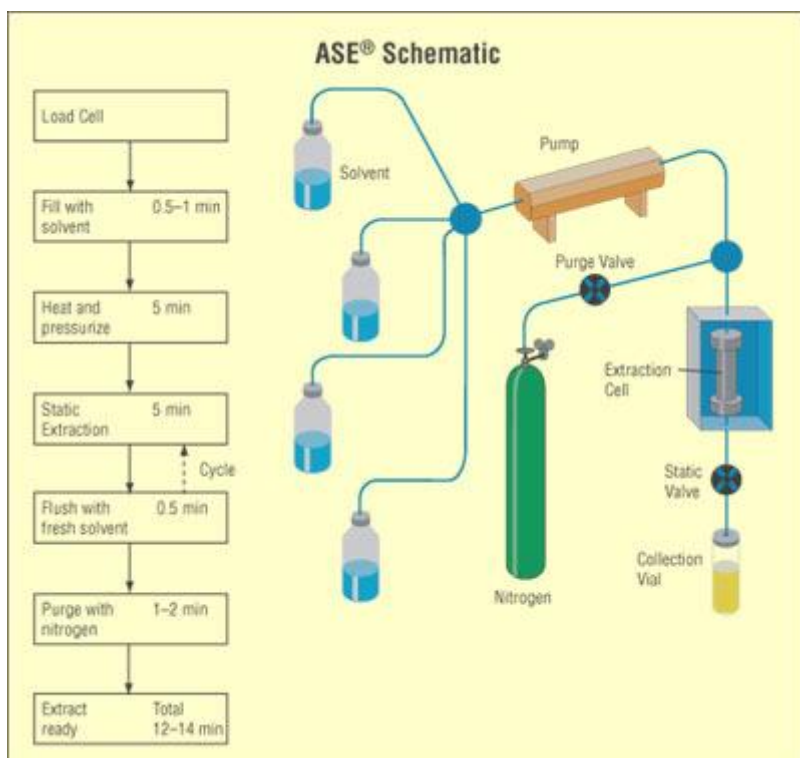 ASE® Schematic
Load Cell
Fill with 0.5–1 min
solvent
Heat and 5 min
pressurize
Static 5 min
Extraction
Cycle
Flush with 0.5 min
fresh solvent
Purge with 1–2 min
nitrogen
Extract Total
ready 12–14 min
Solvent
Pump
Purge Valve
Extraction
Cell
Static
Valve
Collection
Vial
Nitrogen